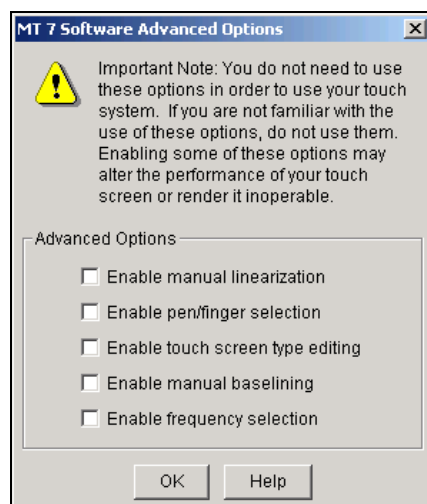 MT 7 Software Advanced Options
Important Note: You do not need to use
these options in order to use your touch
system. If you are not familiar with the
use of these options, do not use them.
Enabling some of these options may
alter the performance of your touch
screen or render it inoperable.
Advanced Options
Enable manual linearization
Enable pen/finger selection
Enable touch screen type editing
Enable manual baselining
Enable frequency selection
OK Help